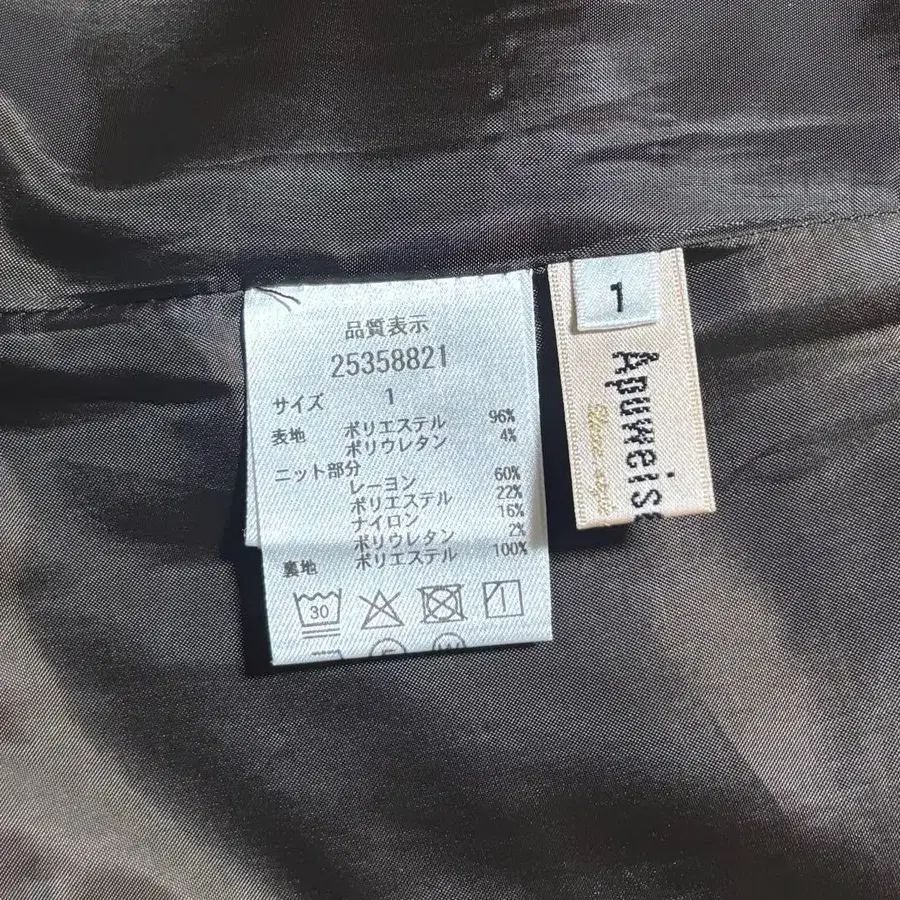 品質表示
25358821
サイズ 1
表地 ポリエステル 96%
ポリウレタン 4%
ニット部分
レーヨン 60%
ポリエステル 22%
ナイロン 16%
ポリウレタン 2%
裏地 ポリエステル 100%
30
1
Apuweis